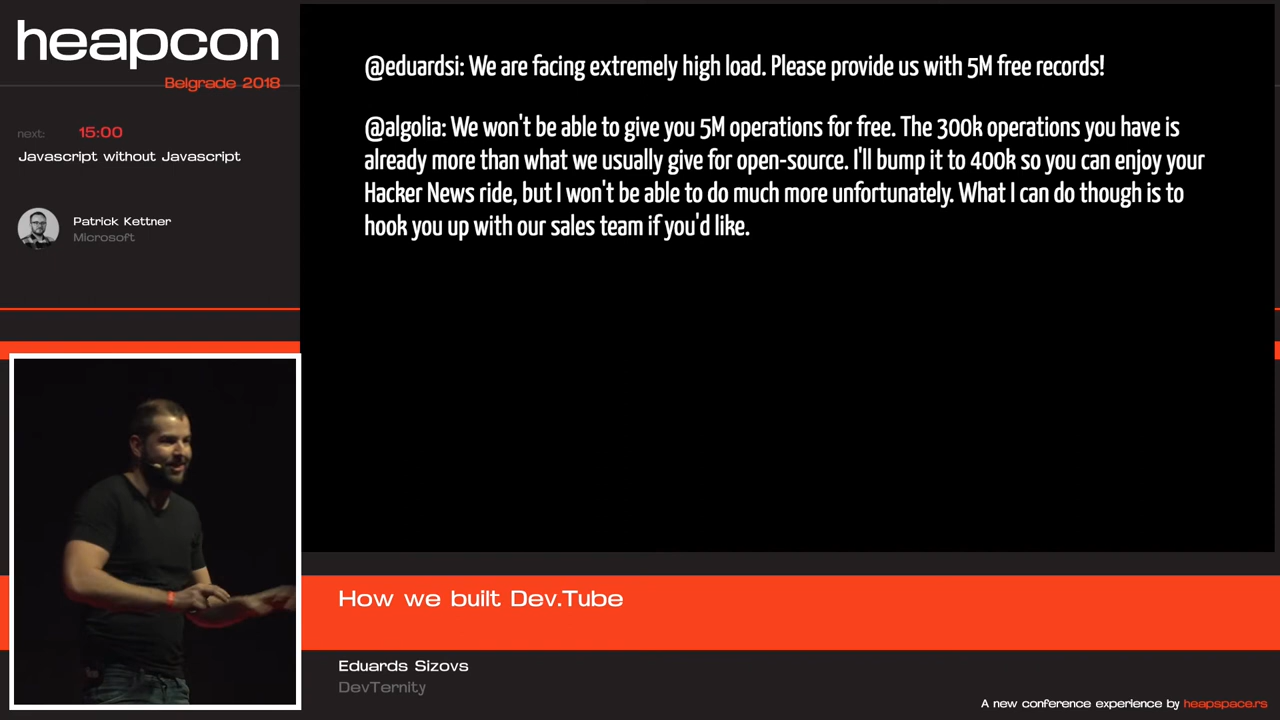 heapcon
Belgrade 2018
next: 15:00
Javascript without Javascript
Patrick Kettner
Microsoft
@eduardsi: We are facing extremely high load. Please provide us with 5M free records!
@algolia: We won't be able to give you 5M operations for free. The 300k operations you have is
already more than what we usually give for open-source. I'll bump it to 400k so you can enjoy your
Hacker News ride, but I won't be able to do much more unfortunately. What I can do though is to
hook you up with our sales team if you'd like.
How we built Dev.Tube
Eduards Sizovs
DevTernity
A new conference experience by heapspace.rs